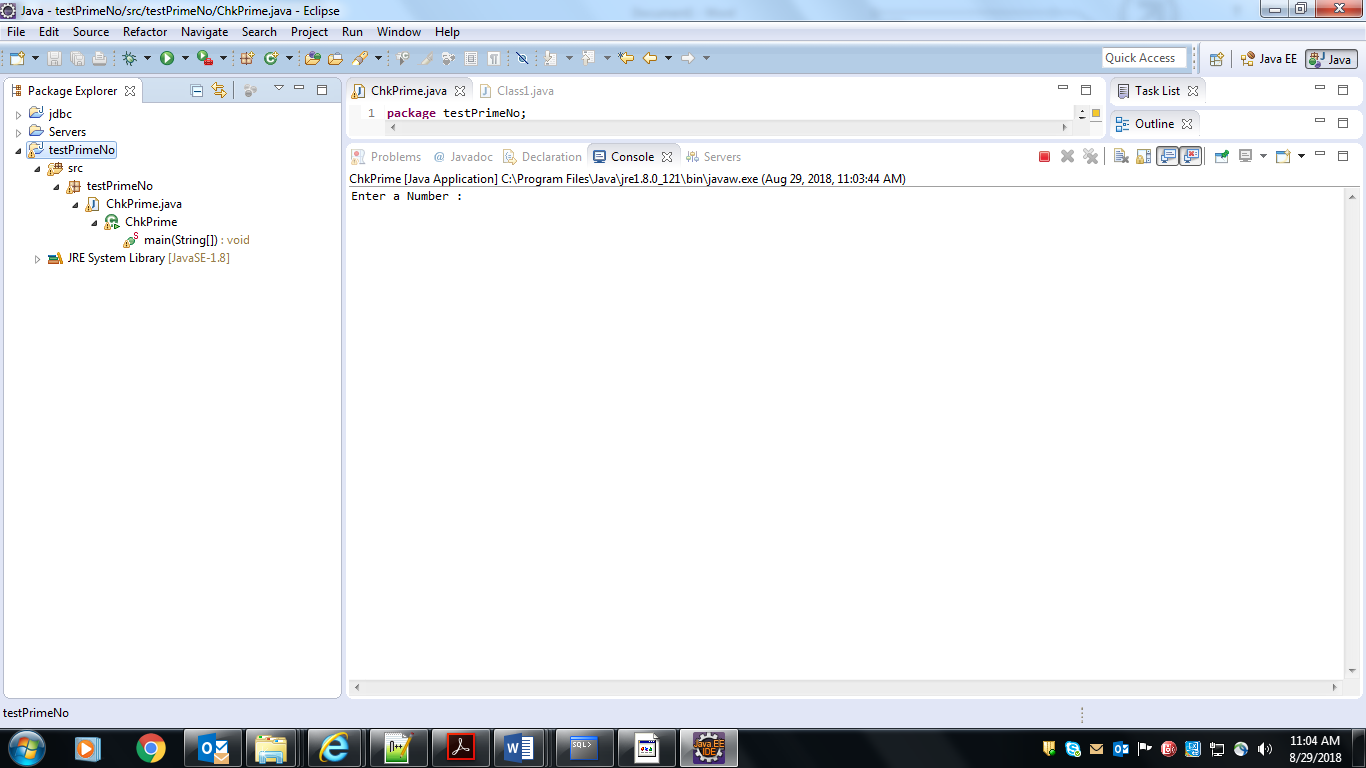 Java - testPrimeNo/src/testPrimeNo/ChkPrime.java - Eclipse
File Edit Source Refactor Navigate Search Project Run Window Help
Quick Access Java EE Java
Package Explorer
jdbc
Servers
testPrimeNo
src
testPrimeNo
ChkPrime.java
ChkPrime
main(String[]) : void
JRE System Library [JavaSE-1.8]
ChkPrime.java Class1.java
1 package testPrimeNo;
Task List
Outline
Problems @ Javadoc Declaration Console Servers
ChkPrime [Java Application] C:\Program Files\Java\jre1.8.0_121\bin\javaw.exe (Aug 29, 2018, 11:03:44 AM)
Enter a Number :
testPrimeNo
SQL>
Java EE
IDE
11:04 AM
8/29/2018